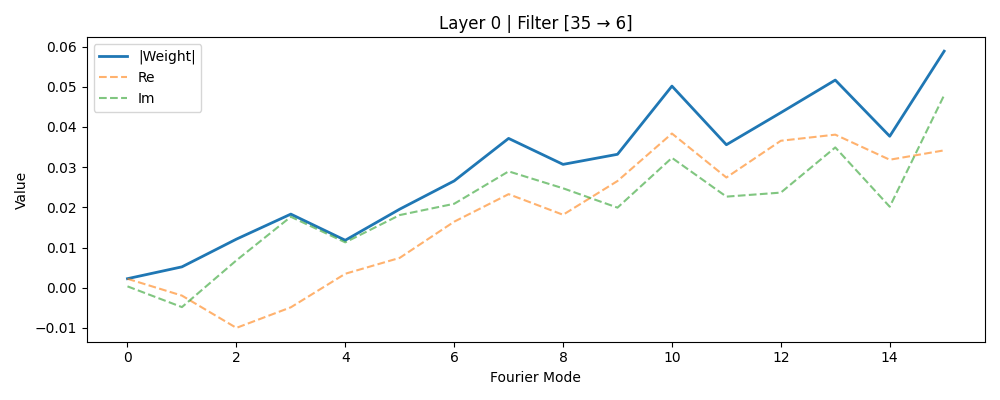 Layer 0 | Filter [35 → 6]
|Weight|
Re
Im
0.06
0.05
0.04
0.03
0.02
0.01
0.00
−0.01
Value
0 2 4 6 8 10 12 14
Fourier Mode